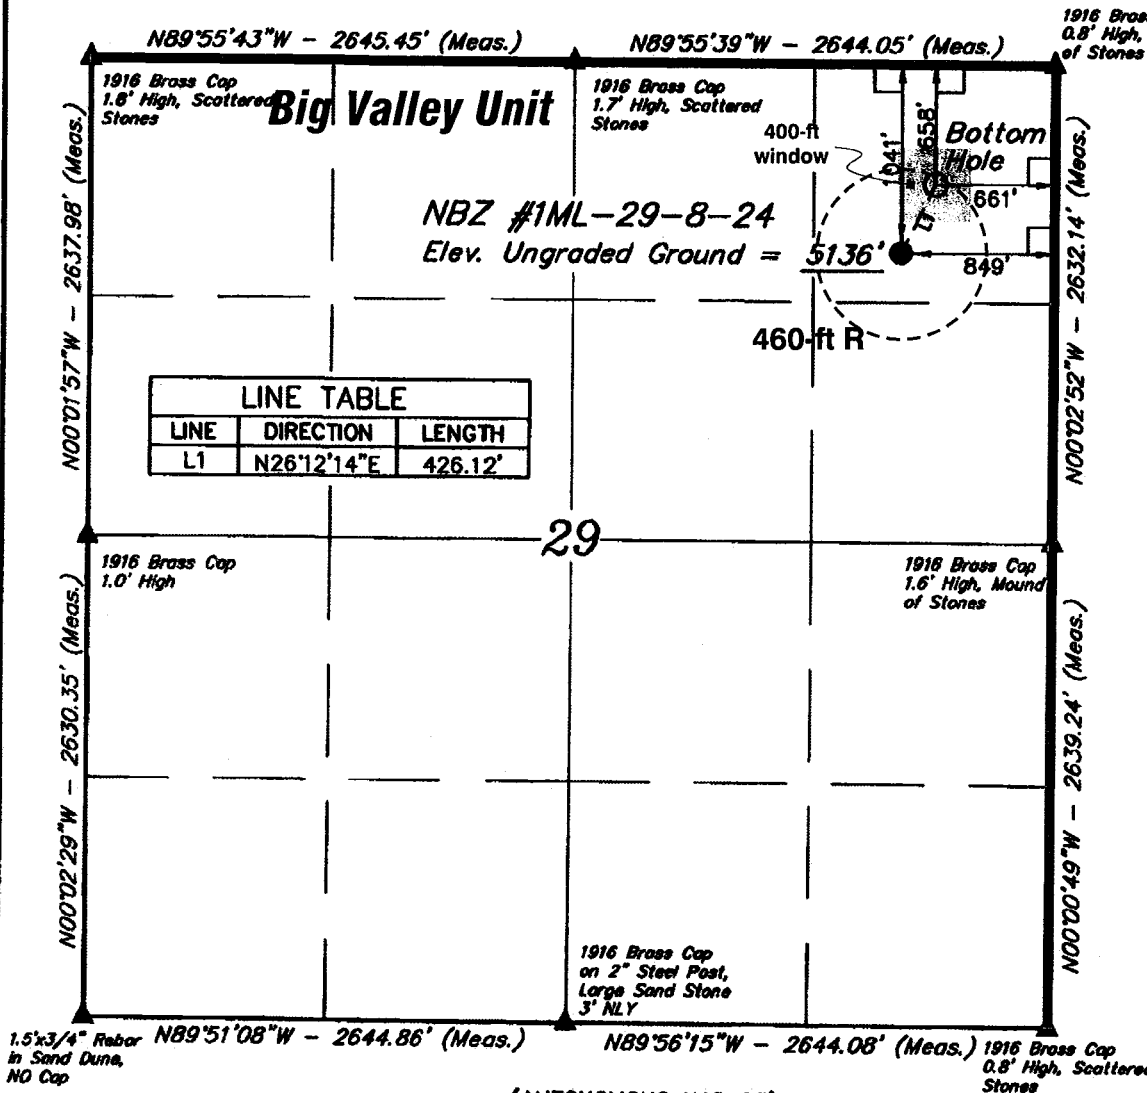 N89°55'43"W - 2645.45' (Meas.)
N89°55'39"W - 2644.05' (Meas.)
1916 Brass
0.8' High,
of Stones
1916 Brass Cap
1.8' High, Scattered
Stones
Big Valley Unit
1916 Brass Cap
1.7' High, Scattered
Stones
400-ft
window
1041'
658'
Bottom
Hole
661'
L1
849'
NBZ #1ML-29-8-24
Elev. Ungraded Ground = 5136'
460-ft R
N00°01'57"W - 2637.98' (Meas.)
N00°02'52"W - 2632.14' (Meas.)
LINE TABLE
LINE DIRECTION LENGTH
L1 N26°12'14"E 426.12'
29
1916 Brass Cap
1.0' High
1916 Brass Cap
1.6' High, Mound
of Stones
N00°02'29"W - 2630.35' (Meas.)
N00°00'49"W - 2639.24' (Meas.)
1916 Brass Cap
on 2" Steel Post,
Large Sand Stone
3' NLY
1.5'x3/4" Rebar
in Sand Dune,
NO Cap
N89°51'08"W - 2644.86' (Meas.)
N89°56'15"W - 2644.08' (Meas.)
1916 Brass Cap
0.8' High, Scattered
Stones